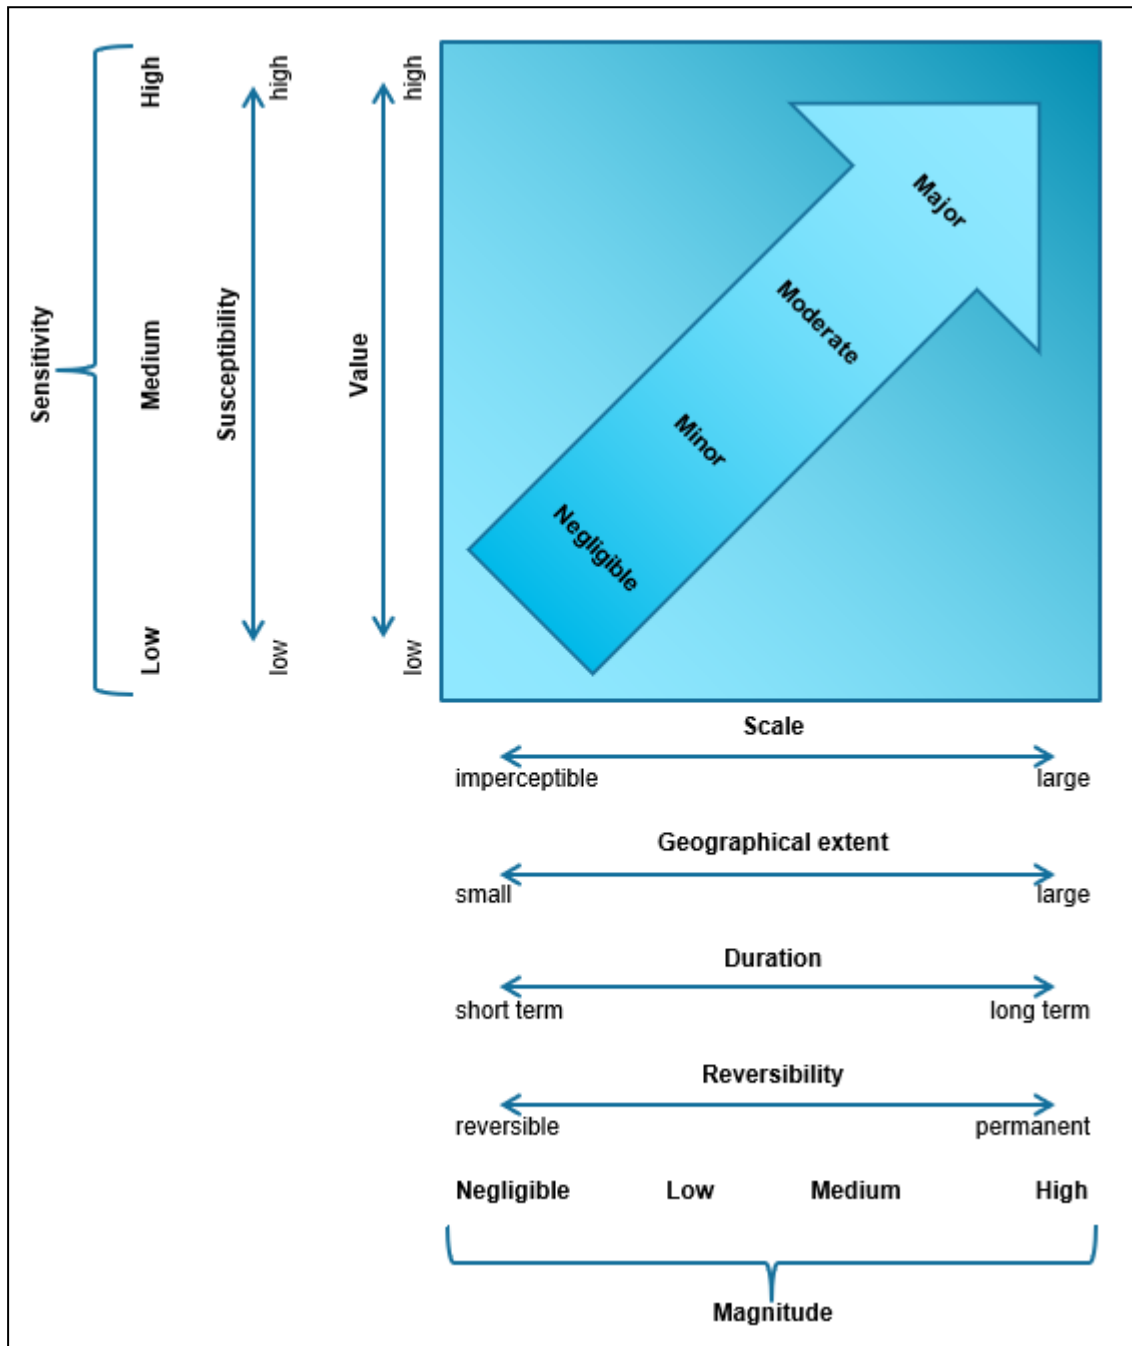 Sensitivity
High
Medium
Low
Susceptibility
high
low
Value
high
low
Major
Moderate
Minor
Negligible
Scale
imperceptible large
Geographical extent
small large
Duration
short term long term
Reversibility
reversible permanent
Negligible Low Medium High
Magnitude